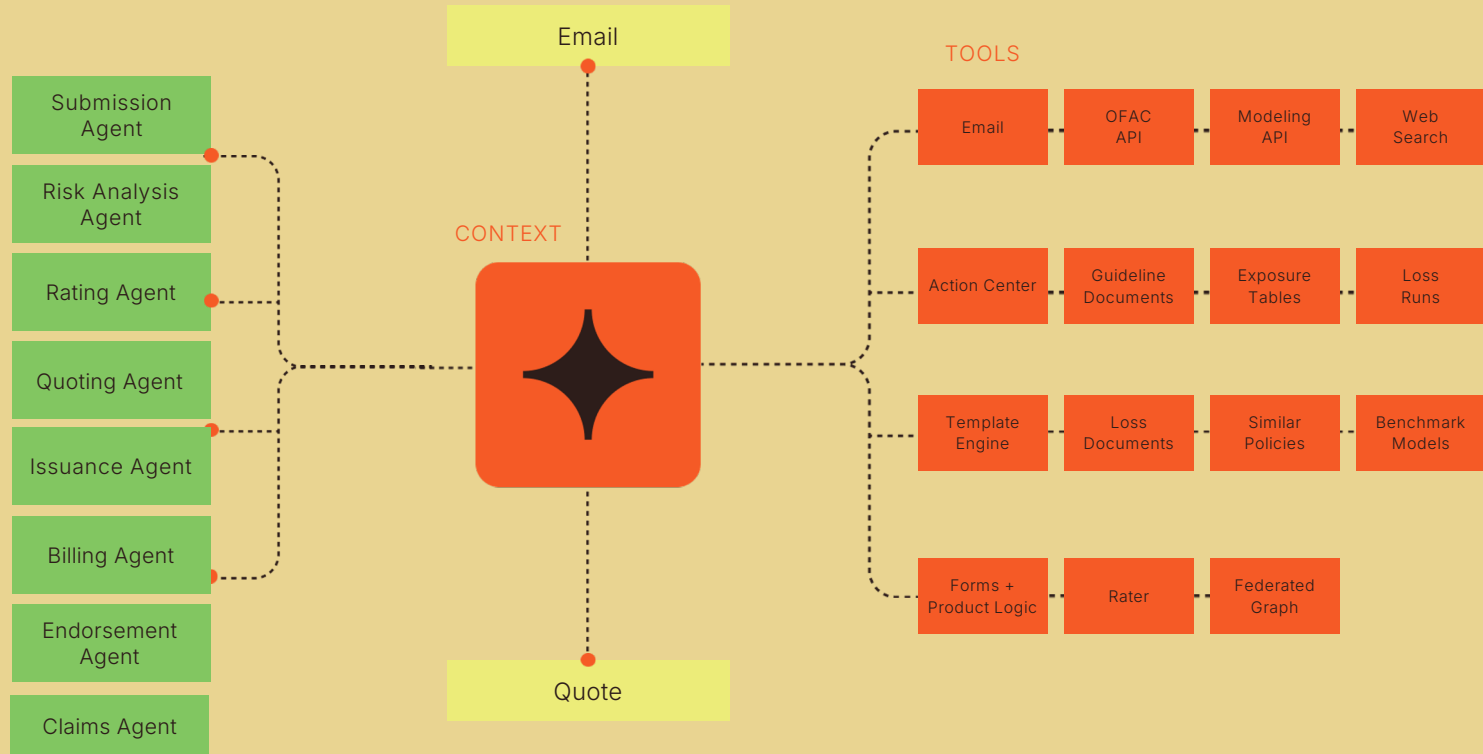 Email
TOOLS
Submission
Agent
Risk Analysis
Agent
Rating Agent
Quoting Agent
Issuance Agent
Billing Agent
Endorsement
Agent
Claims Agent
CONTEXT
Quote
Email
OFAC
API
Modeling
API
Web
Search
Action Center
Guideline
Documents
Exposure
Tables
Loss
Runs
Template
Engine
Loss
Documents
Similar
Policies
Benchmark
Models
Forms +
Product Logic
Rater
Federated
Graph